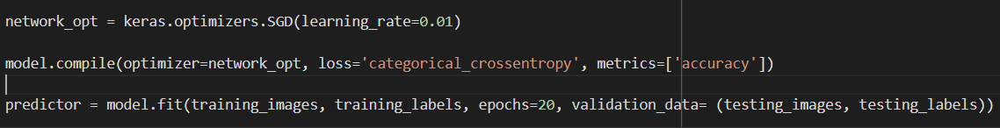 network_opt = keras.optimizers.SGD(learning_rate=0.01)
model.compile(optimizer=network_opt, loss='categorical_crossentropy', metrics=['accuracy'])
predictor = model.fit(training_images, training_labels, epochs=20, validation_data= (testing_images, testing_labels))